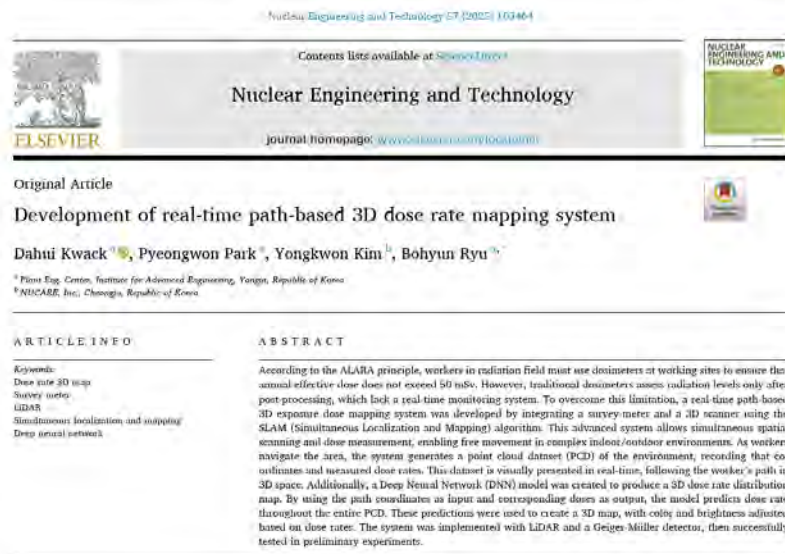 Nuclear Engineering and Technology 57 (2025) 103464
Contents lists available at ScienceDirect
Nuclear Engineering and Technology
journal homepage:
ELSEVIER
NUCLEAR
ENGINEERING AND
TECHNOLOGY
Original Article
Development of real-time path-based 3D dose rate mapping system
Dahui Kwack a, Pyeongwon Park a, Yongkwon Kim b, Bohyun Ryu a,*
a Plant Eng. Center, Institute for Advanced Engineering, Yongin, Republic of Korea
b NUCARE, Inc., Cheongju, Republic of Korea
ARTICLE INFO
Keywords:
Dose rate 3D map
Survey meter
LiDAR
Simultaneous localization and mapping
Deep neural network
ABSTRACT
According to the ALARA principle, workers in radiation field must use dosimeters at working sites to ensure that
annual effective dose does not exceed 50 mSv. However, traditional dosimeters assess radiation levels only after
post-processing, which lack a real-time monitoring system. To overcome this limitation, a real-time path-based
3D exposure dose mapping system was developed by integrating a survey-meter and a 3D scanner using the
SLAM (Simultaneous Localization and Mapping) algorithm. This advanced system allows simultaneous spatial
scanning and dose measurement, enabling free movement in complex indoor/outdoor environments. As workers
navigate the area, the system generates a point cloud dataset (PCD) of the environment, recording that co-
ordinates and measured dose rates. This dataset is visually presented in real-time, following the worker's path in
3D space. Additionally, a Deep Neural Network (DNN) model was created to produce a 3D dose rate distribution
map. By using the path coordinates as input and corresponding doses as output, the model predicts dose rate
throughout the entire PCD. These predictions were used to create a 3D map, with color and brightness adjusted
based on dose rates. The system was implemented with LiDAR and a Geiger-Müller detector, then successfully
tested in preliminary experiments.